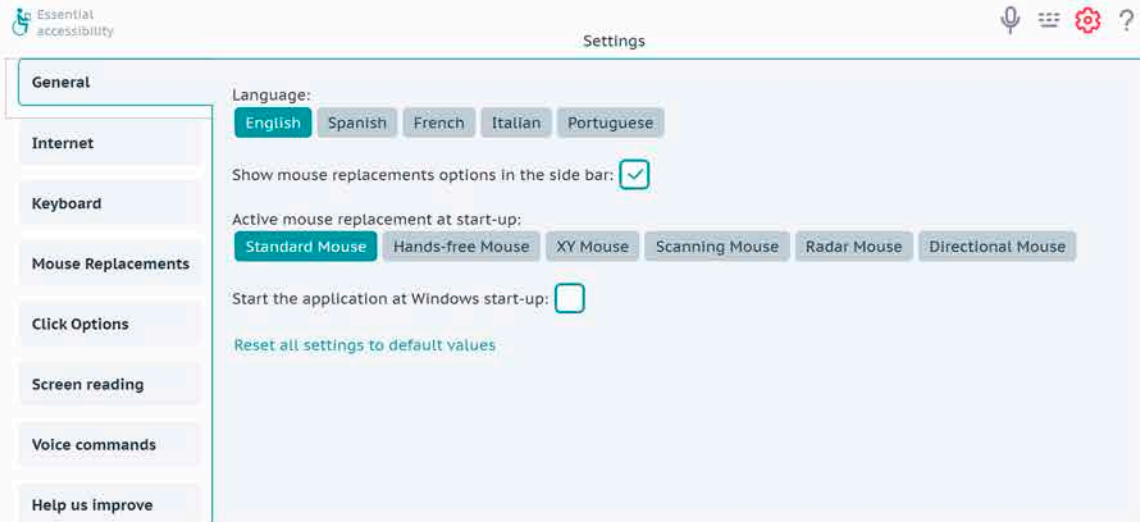 Essential
accessibility
?
Settings
General
Internet
Keyboard
Mouse Replacements
Click Options
Screen reading
Voice commands
Help us improve
Language:
English Spanish French Italian Portuguese
Show mouse replacements options in the side bar:
Active mouse replacement at start-up:
Standard Mouse Hands-free Mouse XY Mouse Scanning Mouse Radar Mouse Directional Mouse
Start the application at Windows start-up:
Reset all settings to default values